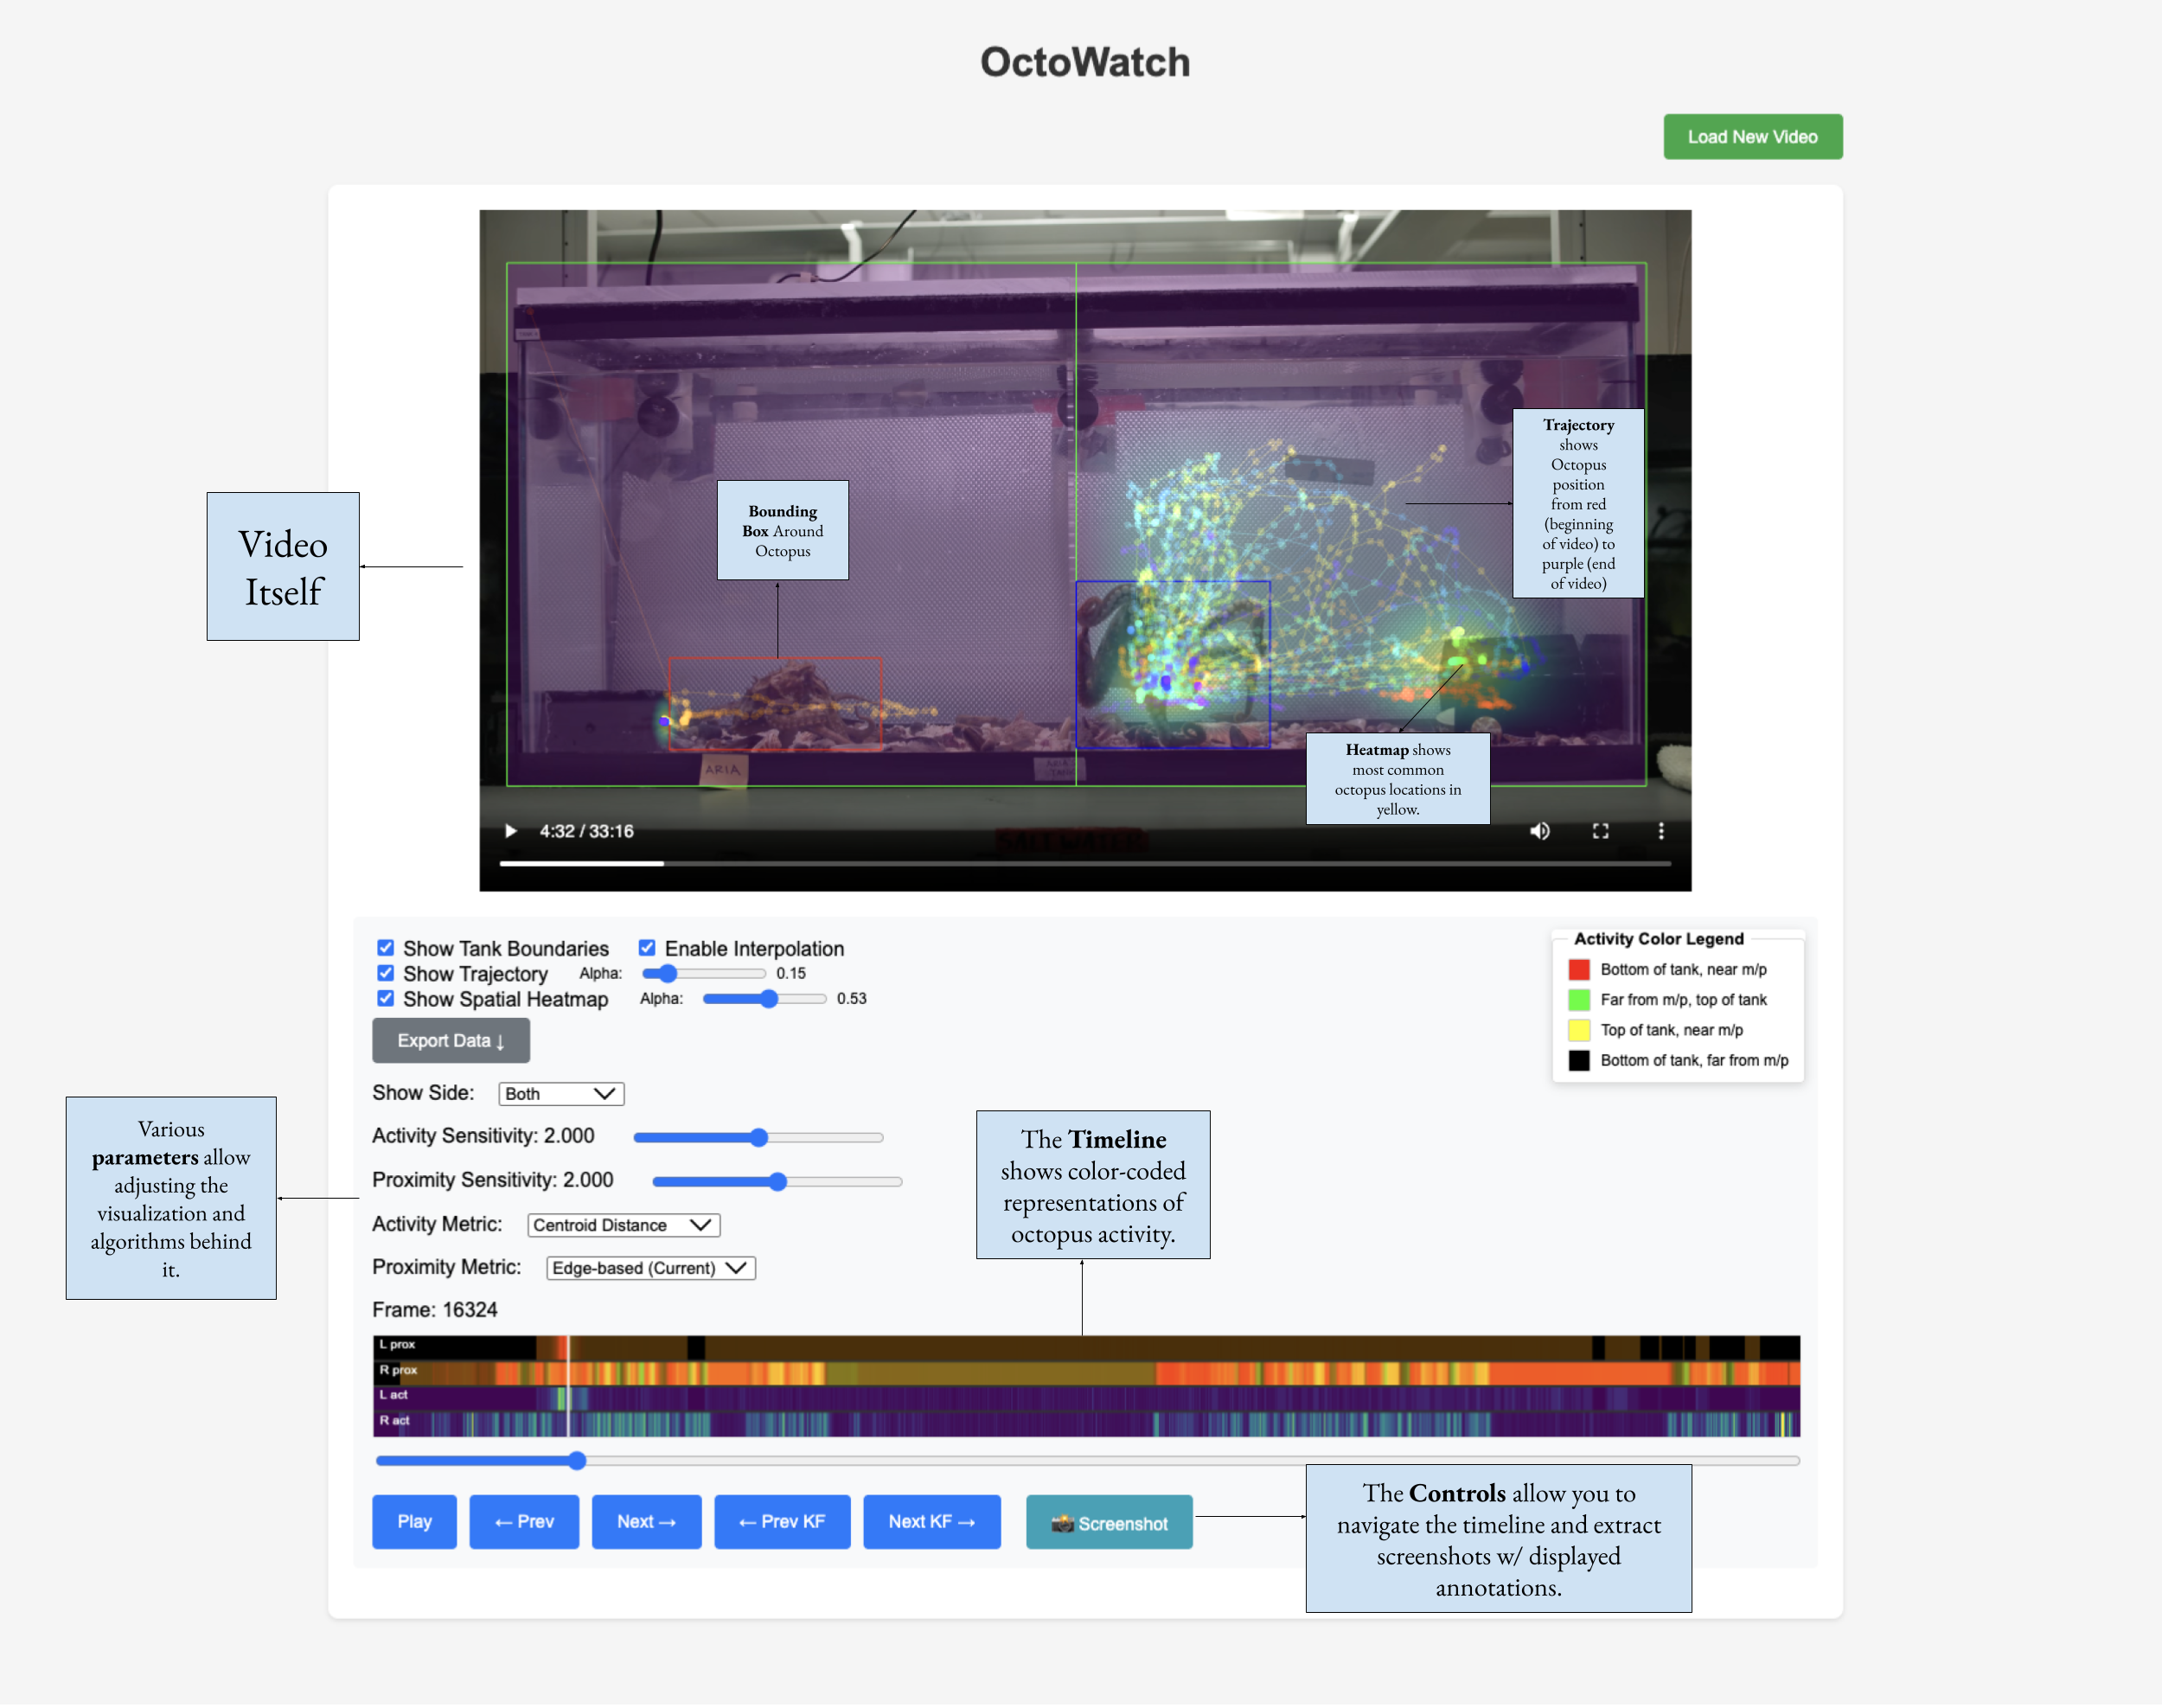 OctoWatch
Load New Video
Video
Itself
Bounding
Box Around
Octopus
Trajectory
shows
Octopus
position
from red
(beginning
of video) to
purple (end
of video)
Heatmap shows
most common
octopus locations in
yellow.
ARIA
4:32 / 33:16
SALT WATER
Show Tank Boundaries
Enable Interpolation
Show Trajectory
Alpha:
0.15
Show Spatial Heatmap
Alpha:
0.53
Export Data ↓
Activity Color Legend
Bottom of tank, near m/p
Far from m/p, top of tank
Top of tank, near m/p
Bottom of tank, far from m/p
Show Side:
Both
Activity Sensitivity: 2.000
Proximity Sensitivity: 2.000
Activity Metric:
Centroid Distance
Proximity Metric:
Edge-based (Current)
Frame: 16324
Various
parameters allow
adjusting the
visualization and
algorithms behind
it.
The Timeline
shows color-coded
representations of
octopus activity.
L prox
R prox
L act
R act
Play
← Prev
Next →
← Prev KF
Next KF →
📸 Screenshot
The Controls allow you to
navigate the timeline and extract
screenshots w/ displayed
annotations.